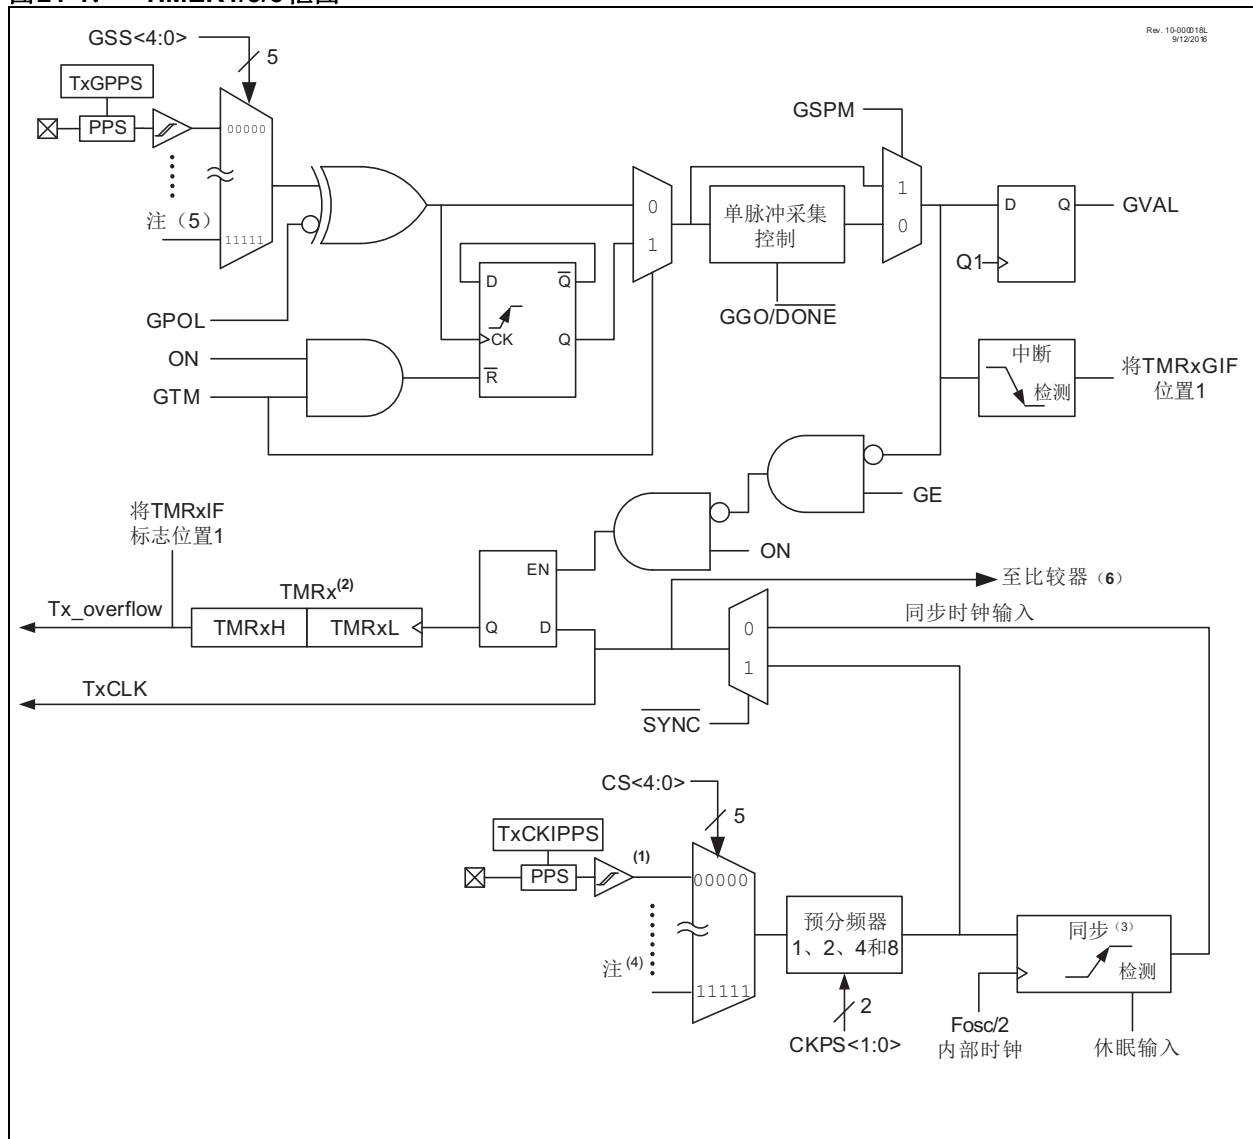 Rev. 10-000018L
9/12/2016
GSS<4:0>
5
TxGPPS
PPS
00000
注（5）
11111
GPOL
ON
GTM
D
Q
CK
Q
R
0
1
单脉冲采集
控制
GGO/DONE
GSPM
1
0
D
Q
Q1
GVAL
中断
检测
将TMRxGIF
位置1
GE
ON
将TMRxIF
标志位置1
Tx_overflow
TMRx(2)
TMRxH
TMRxL
EN
Q
D
至比较器（6）
同步时钟输入
0
1
TxCLK
SYNC
CS<4:0>
5
TxCKIPPS
PPS
(1)
00000
注(4)
11111
预分频器
1、2、4和8
2
CKPS<1:0>
同步（3）
检测
Fosc/2
内部时钟
休眠输入